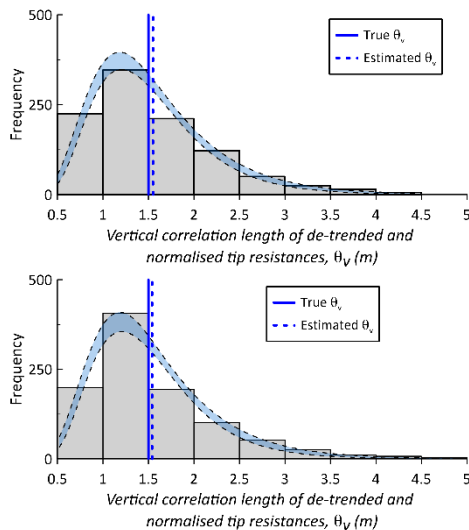 500
True θv
Estimated θv
250
Frequency
0
0.5 1 1.5 2 2.5 3 3.5 4 4.5 5
Vertical correlation length of de-trended and
normalised tip resistances, θv (m)
500
True θv
Estimated θv
250
Frequency
0
0.5 1 1.5 2 2.5 3 3.5 4 4.5 5
Vertical correlation length of de-trended and
normalised tip resistances, θv (m)